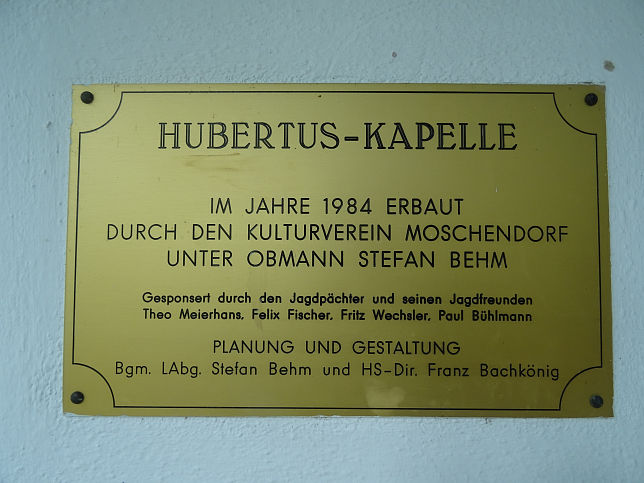 HUBERTUS-KAPELLE
IM JAHRE 1984 ERBAUT
DURCH DEN KULTURVEREIN MOSCHENDORF
UNTER OBMANN STEFAN BEHM
Gesponsert durch den Jagdpächter und seinen Jagdfreunden
Theo Meierhans, Felix Fischer, Fritz Wechsler, Paul Bühlmann
PLANUNG UND GESTALTUNG
Bgm. LAbg. Stefan Behm und HS-Dir. Franz Bachkönig